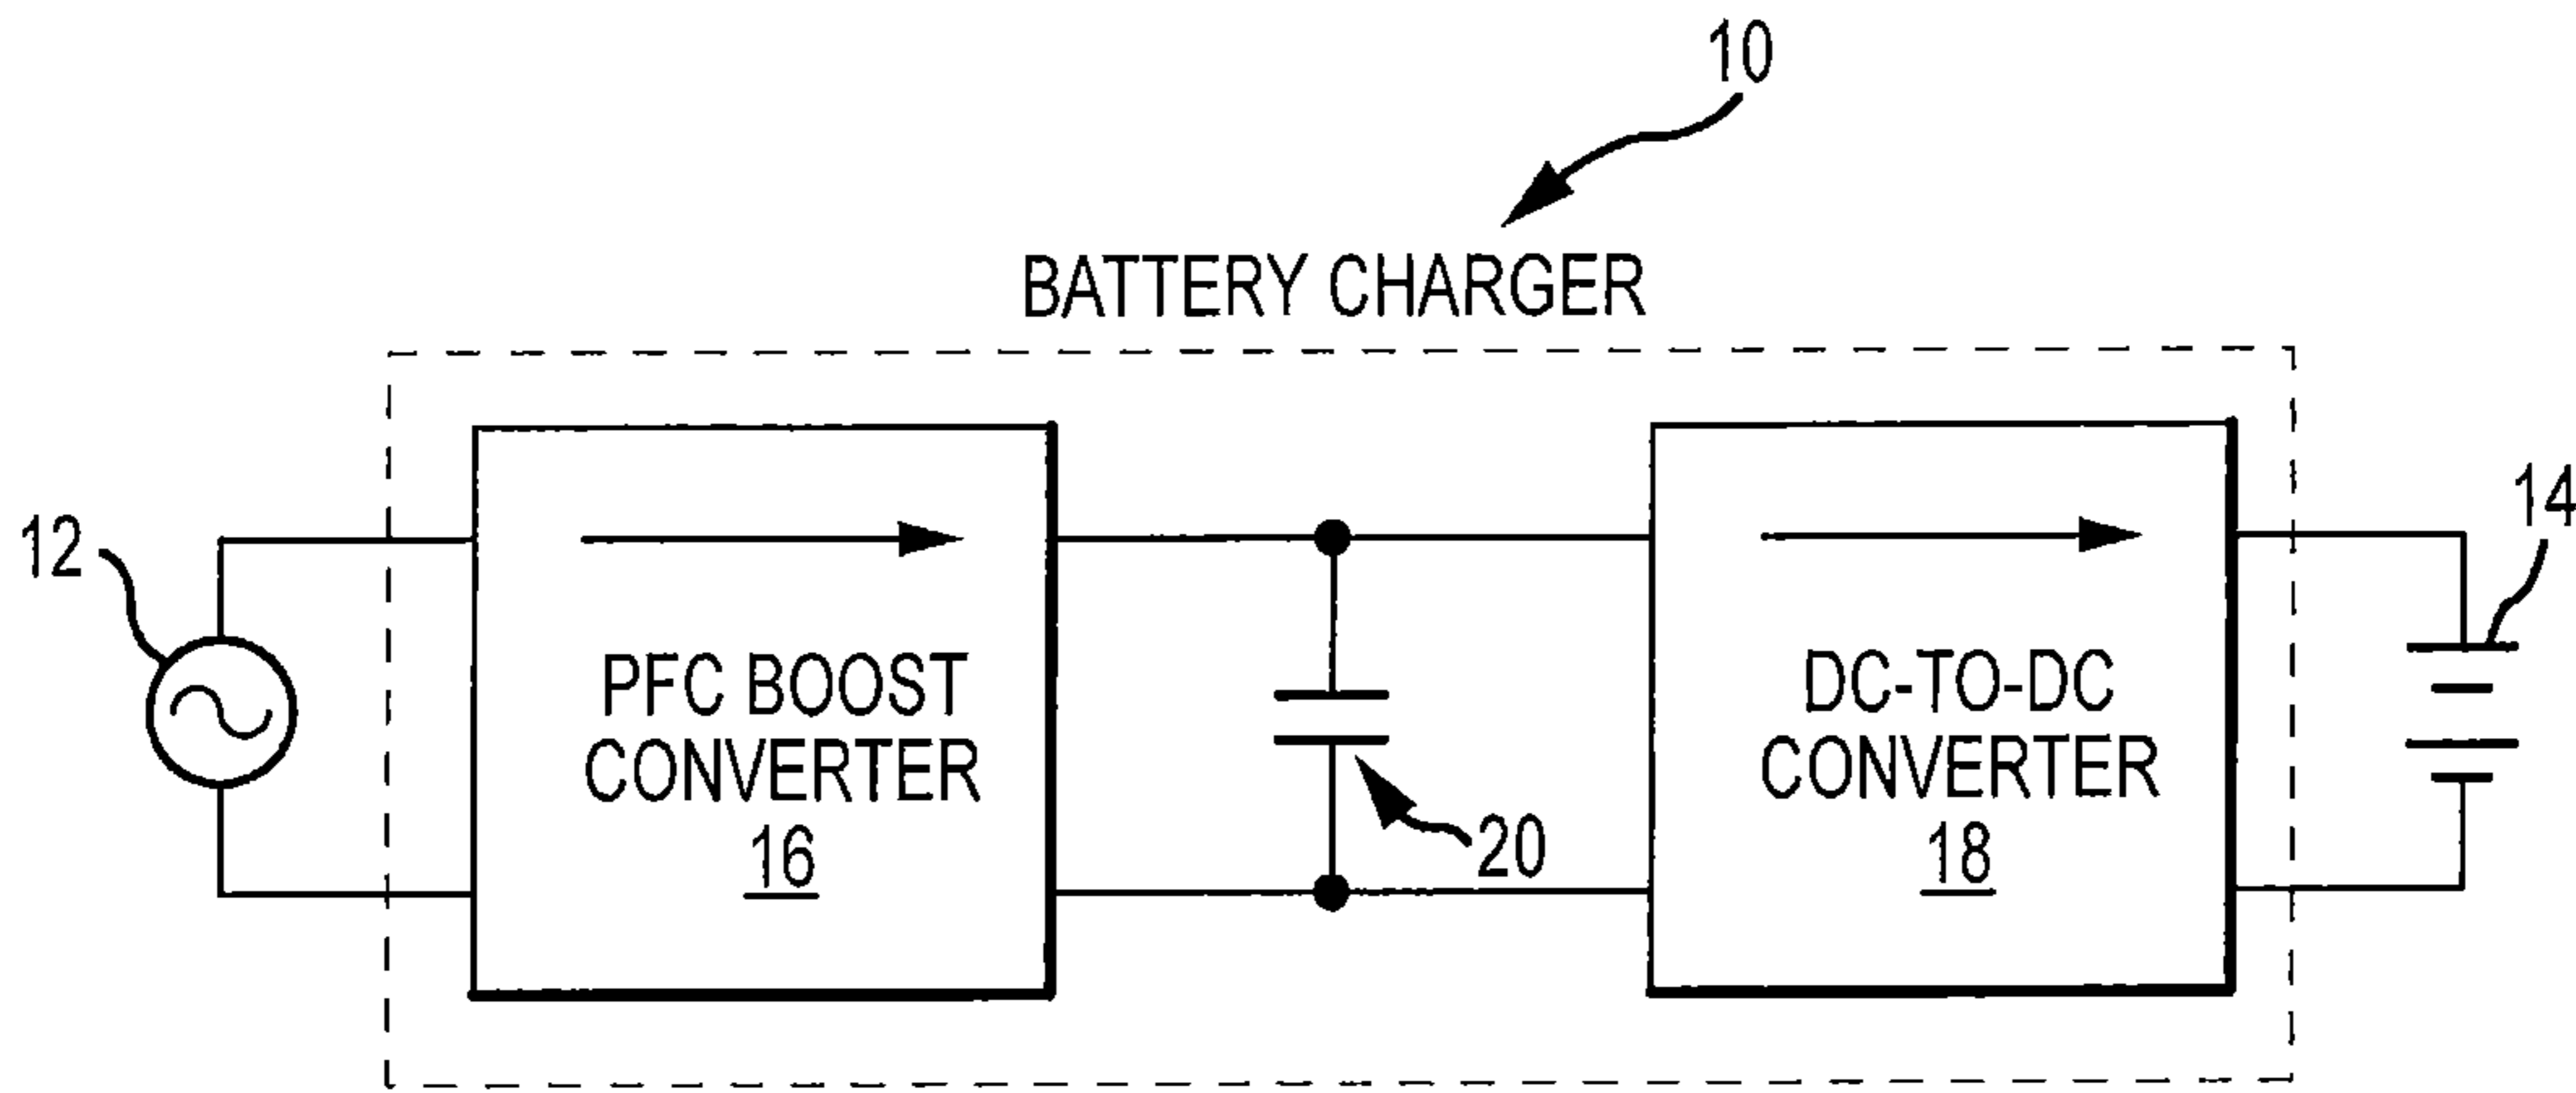 10
BATTERY CHARGER
12
14
PFC BOOST
CONVERTER
16
20
DC-TO-DC
CONVERTER
18